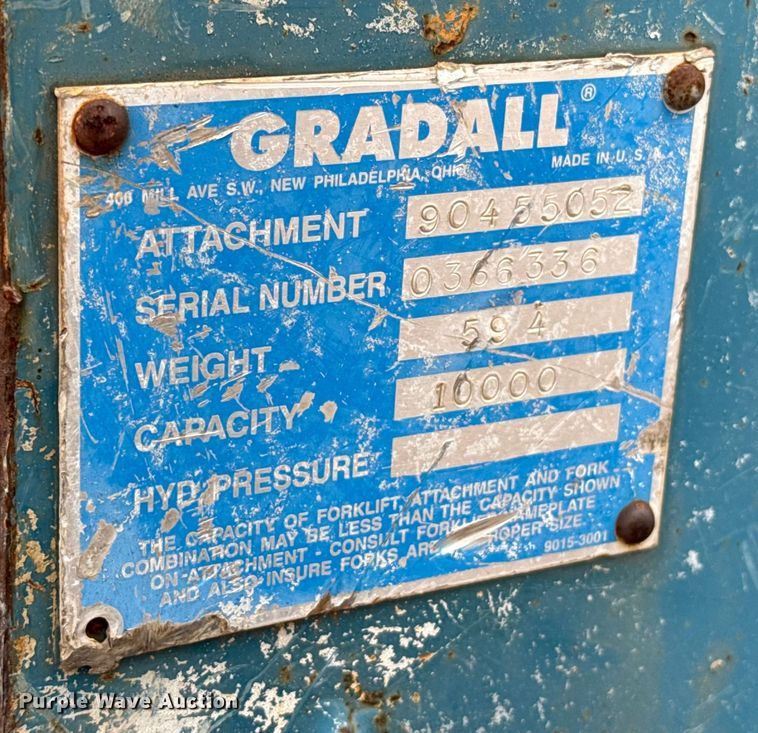 GRADALL ®
406 MILL AVE S.W., NEW PHILADELPHIA, OHIO MADE IN U.S.A
ATTACHMENT 90455052
SERIAL NUMBER 0366336
WEIGHT 594
CAPACITY 10000
HYD PRESSURE
THE CAPACITY OF FORKLIFT, ATTACHMENT AND FORK
COMBINATION MAY BE LESS THAN THE CAPACITY SHOWN
ON ATTACHMENT - CONSULT FORKLIFT NAMEPLATE
AND ALSO INSURE FORKS ARE PROPER SIZE.
9015-3001
Purple Wave Auction